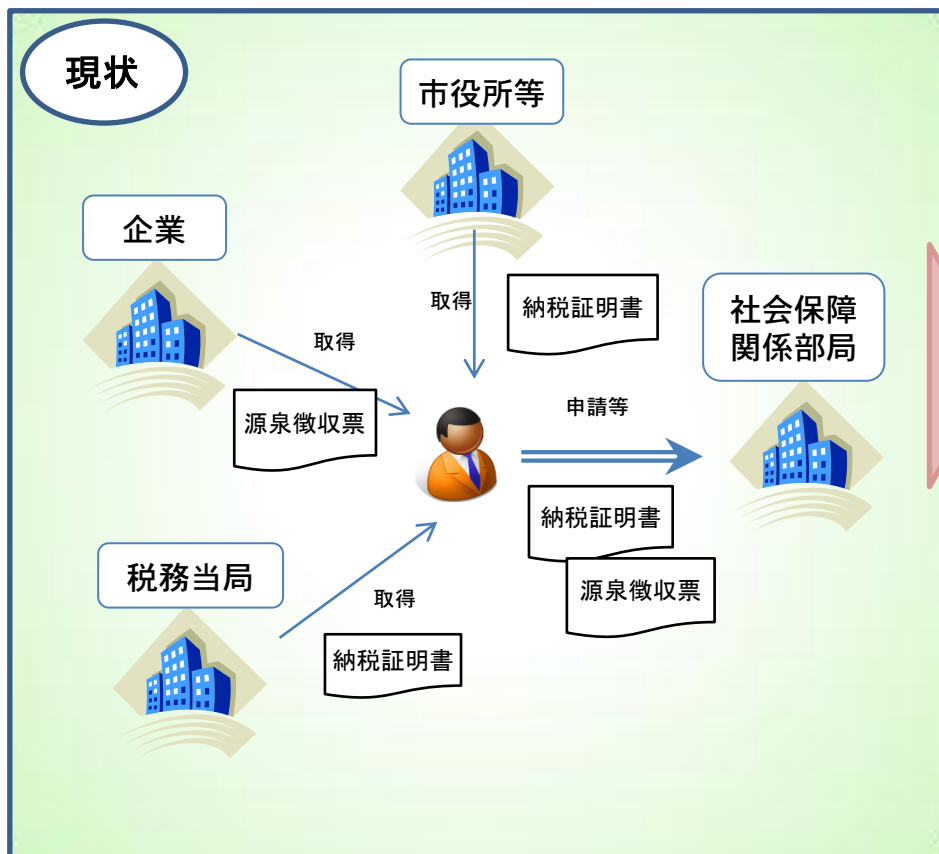 現状
市役所等
企業
取得
納税証明書
社会保障
関係部局
取得
源泉徴収票
申請等
納税証明書
源泉徴収票
税務当局
取得
納税証明書